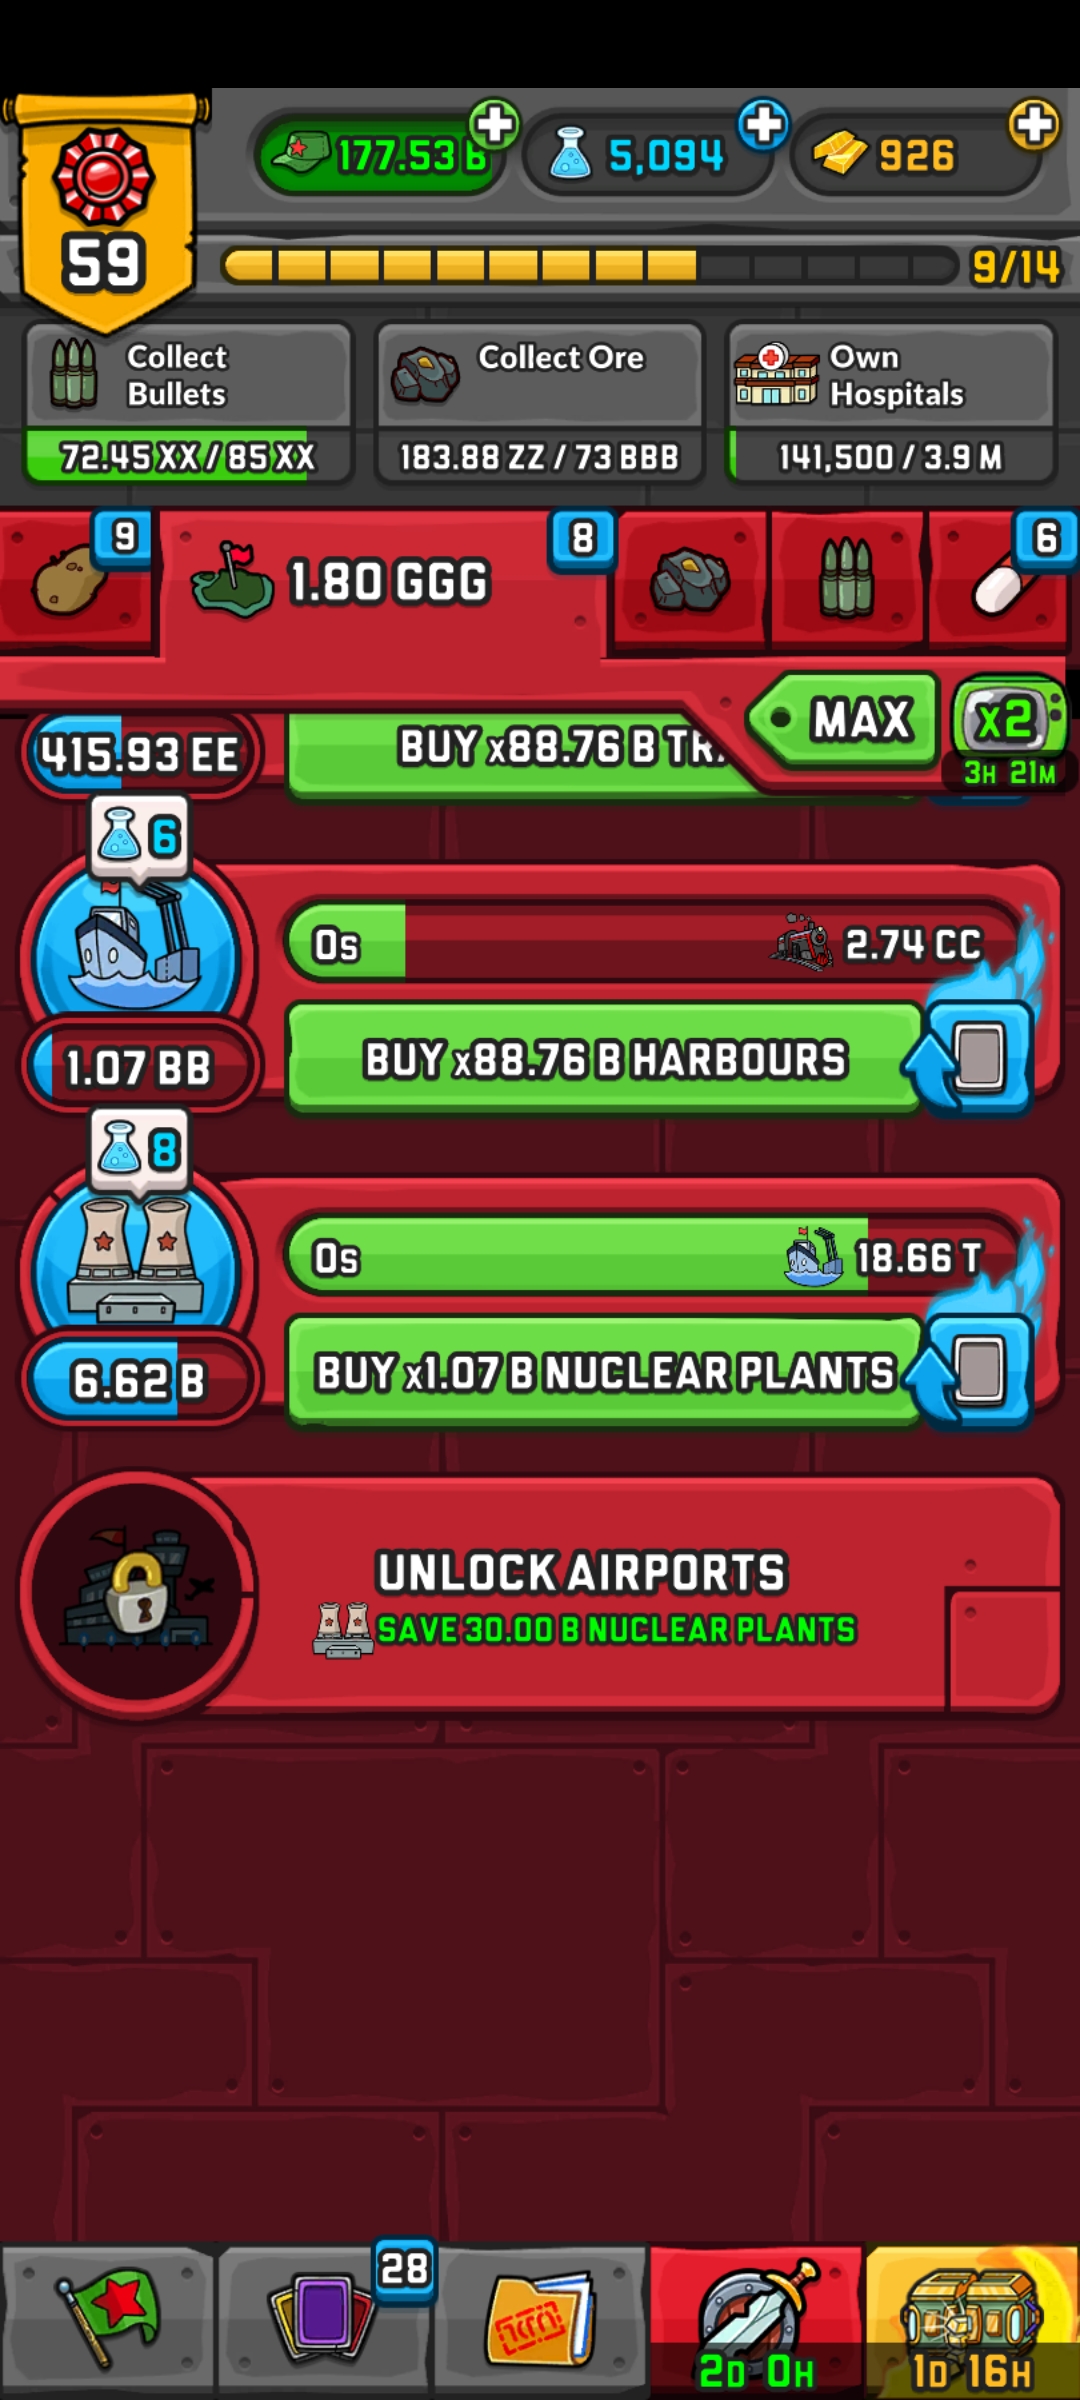 177.53 B
5,094
926
59
9/14
Collect
Bullets
Collect Ore
Own
Hospitals
72.45 XX / 85 XX
183.88 ZZ / 73 BBB
141,500 / 3.9 M
9
1.80 GGG
8
6
MAX
x2
3H 21M
415.93 EE
BUY x88.76 B
6
0s
2.74 CC
1.07 BB
BUY x88.76 B HARBOURS
8
0s
18.66 T
6.62 B
BUY x1.07 B NUCLEAR PLANTS
UNLOCK AIRPORTS
SAVE 30.00 B NUCLEAR PLANTS
28
2D 0H
1D 16H